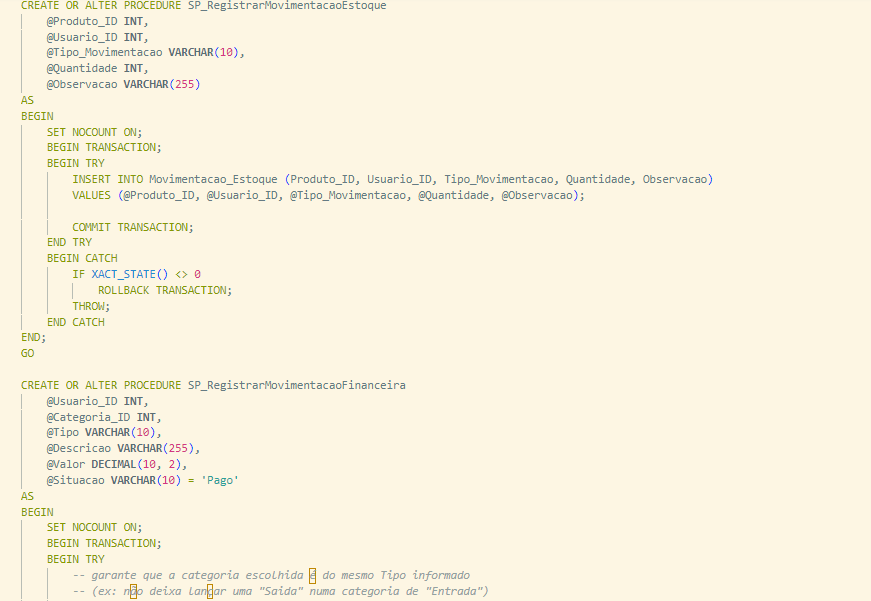 CREATE OR ALTER PROCEDURE SP_RegistrarMovimentacaoEstoque
@Produto_ID INT,
@Usuario_ID INT,
@Tipo_Movimentacao VARCHAR(10),
@Quantidade INT,
@Observacao VARCHAR(255)
AS
BEGIN
SET NOCOUNT ON;
BEGIN TRANSACTION;
BEGIN TRY
INSERT INTO Movimentacao_Estoque (Produto_ID, Usuario_ID, Tipo_Movimentacao, Quantidade, Observacao)
VALUES (@Produto_ID, @Usuario_ID, @Tipo_Movimentacao, @Quantidade, @Observacao);
COMMIT TRANSACTION;
END TRY
BEGIN CATCH
IF XACT_STATE() <> 0
ROLLBACK TRANSACTION;
THROW;
END CATCH
END;
GO
CREATE OR ALTER PROCEDURE SP_RegistrarMovimentacaoFinanceira
@Usuario_ID INT,
@Categoria_ID INT,
@Tipo VARCHAR(10),
@Descricao VARCHAR(255),
@Valor DECIMAL(10, 2),
@Situacao VARCHAR(10) = 'Pago'
AS
BEGIN
SET NOCOUNT ON;
BEGIN TRANSACTION;
BEGIN TRY
-- garante que a categoria escolhida é do mesmo Tipo informado
-- (ex: não deixa lançar uma "Saida" numa categoria de "Entrada")